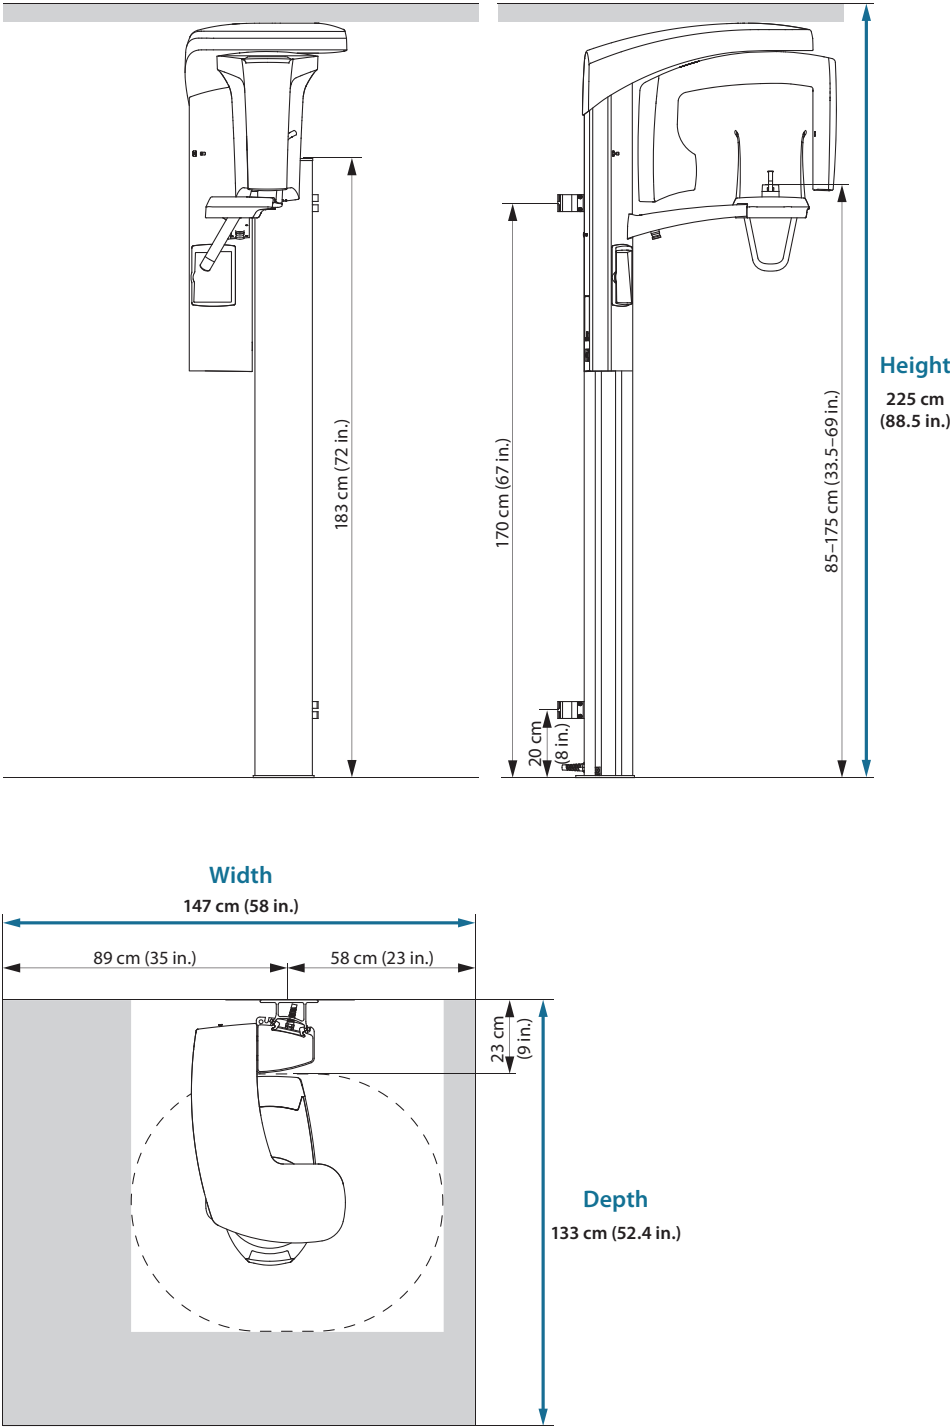 183 cm (72 in.)
170 cm (67 in.)
20 cm
(8 in.)
85–175 cm (33.5–69 in.)
Height
225 cm
(88.5 in.)
Width
147 cm (58 in.)
89 cm (35 in.)
58 cm (23 in.)
23 cm
(9 in.)
Depth
133 cm (52.4 in.)